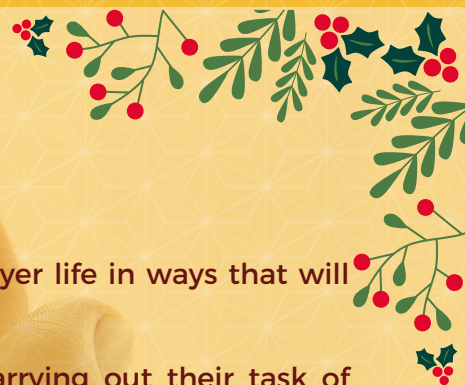 yer life in ways that will
arrying out their task of